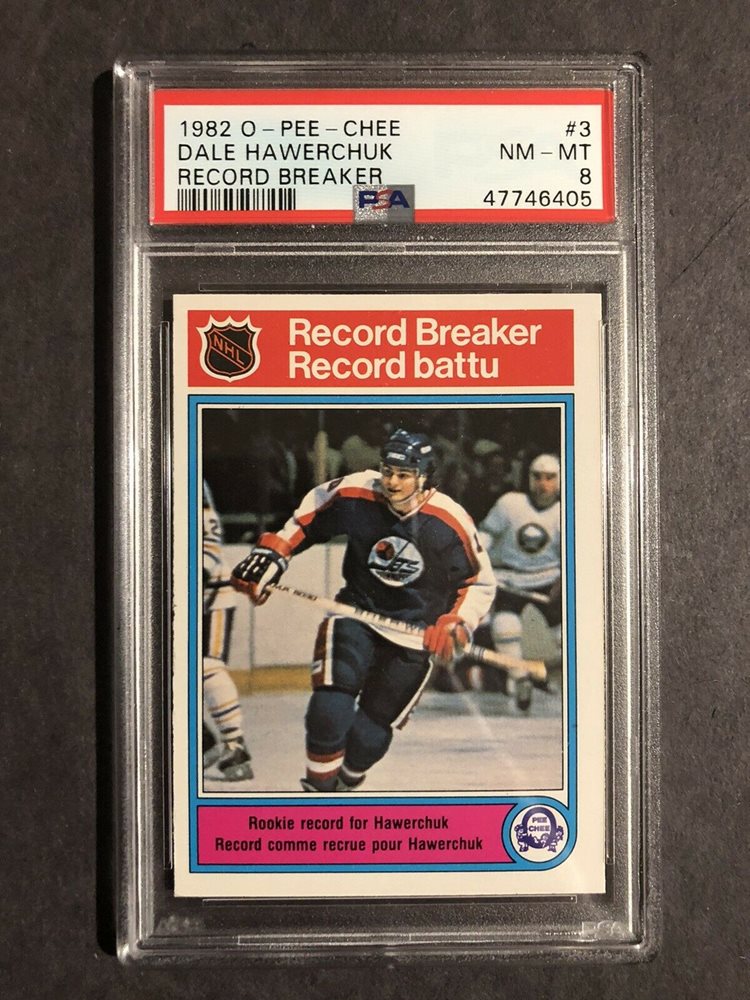 1982 O-PEE-CHEE #3
DALE HAWERCHUK NM-MT
RECORD BREAKER 8
PSA 47746405
NHL
Record Breaker
Record battu
JETS
Rookie record for Hawerchuk
Record comme recrue pour Hawerchuk
PEE
CHEE
PSA